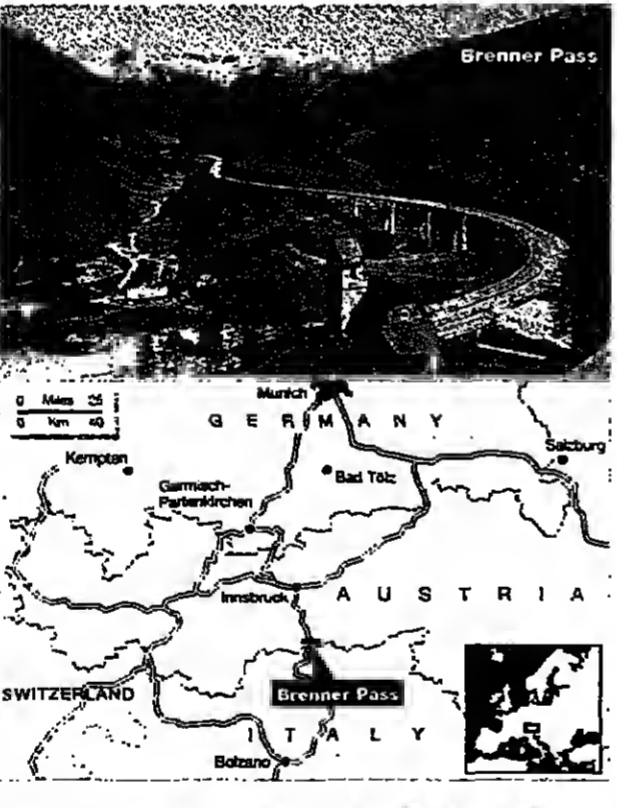 Brenner Pass
Munich
0 Miles 25
0 Km 40
G E R M A N Y
Salzburg
Kempten
Bad Tölz
Garmisch-
Partenkirchen
Innsbruck
A U S T R I A
SWITZERLAND
Brenner Pass
I T A L Y
Bolzano